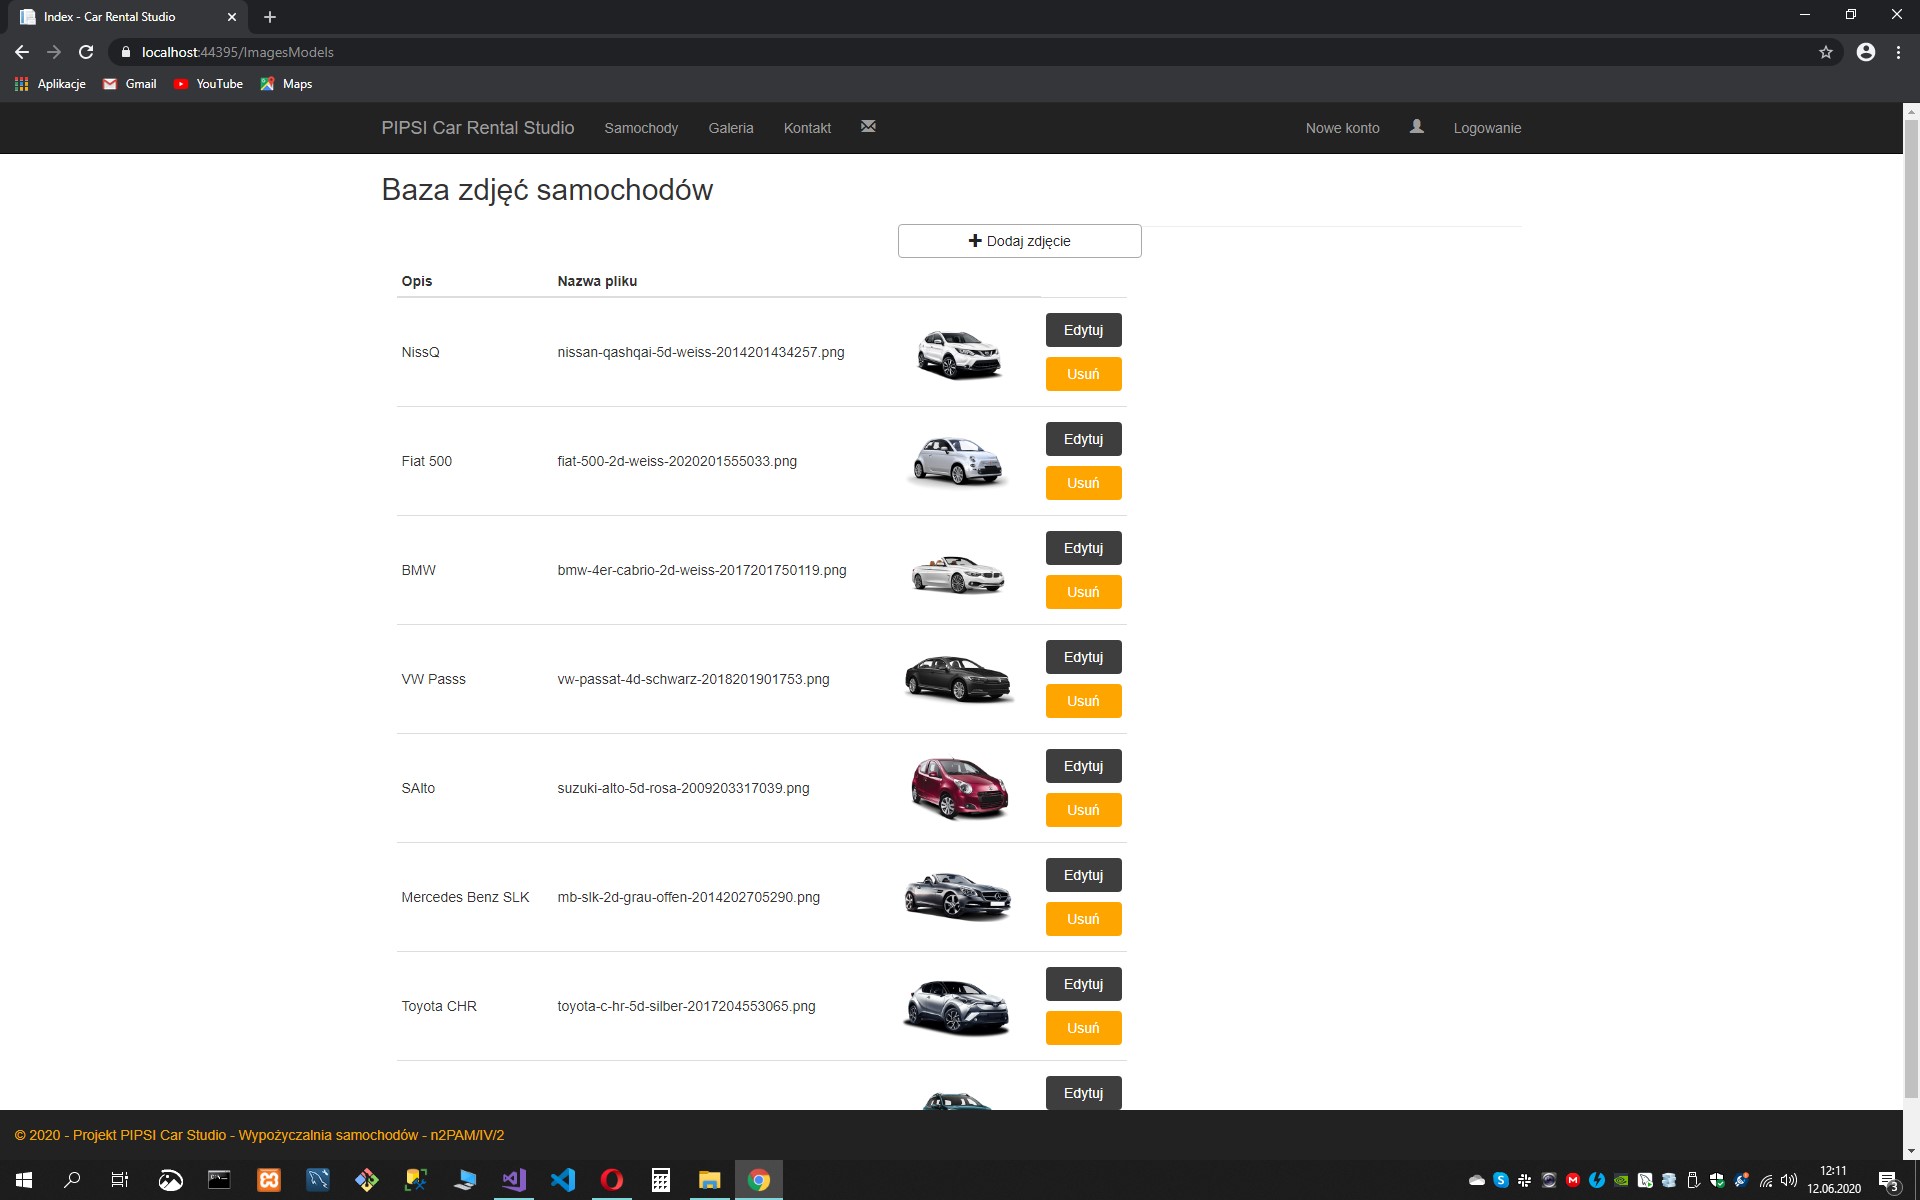 Index - Car Rental Studio
localhost:44395/ImagesModels
Aplikacje Gmail YouTube Maps
PIPSI Car Rental Studio Samochody Galeria Kontakt Nowe konto Logowanie
Baza zdjęć samochodów
Dodaj zdjęcie
Opis Nazwa pliku
NissQ nissan-qashqai-5d-weiss-2014201434257.png
Edytuj
Usuń
Fiat 500 fiat-500-2d-weiss-2020201555033.png
Edytuj
Usuń
BMW bmw-4er-cabrio-2d-weiss-2017201750119.png
Edytuj
Usuń
VW Passs vw-passat-4d-schwarz-2018201901753.png
Edytuj
Usuń
SAlto suzuki-alto-5d-rosa-2009203317039.png
Edytuj
Usuń
Mercedes Benz SLK mb-slk-2d-grau-offen-2014202705290.png
Edytuj
Usuń
Toyota CHR toyota-c-hr-5d-silber-2017204553065.png
Edytuj
Usuń
Edytuj
© 2020 - Projekt PIPSI Car Studio - Wypożyczalnia samochodów - n2PAM/IV/2
12:11
12.06.2020
3